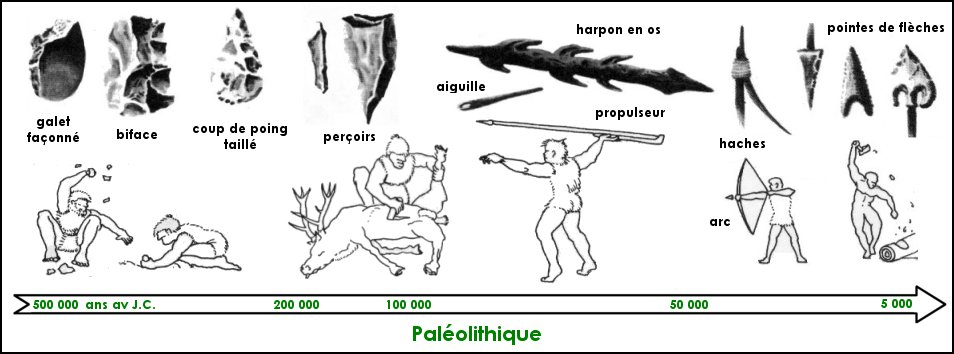 galet
façonné
biface
coup de poing
taillé
perçoirs
harpon en os
aiguille
propulseur
pointes de flèches
haches
arc
500 000 ans av J.C.
200 000
100 000
50 000
5 000
Paléolithique